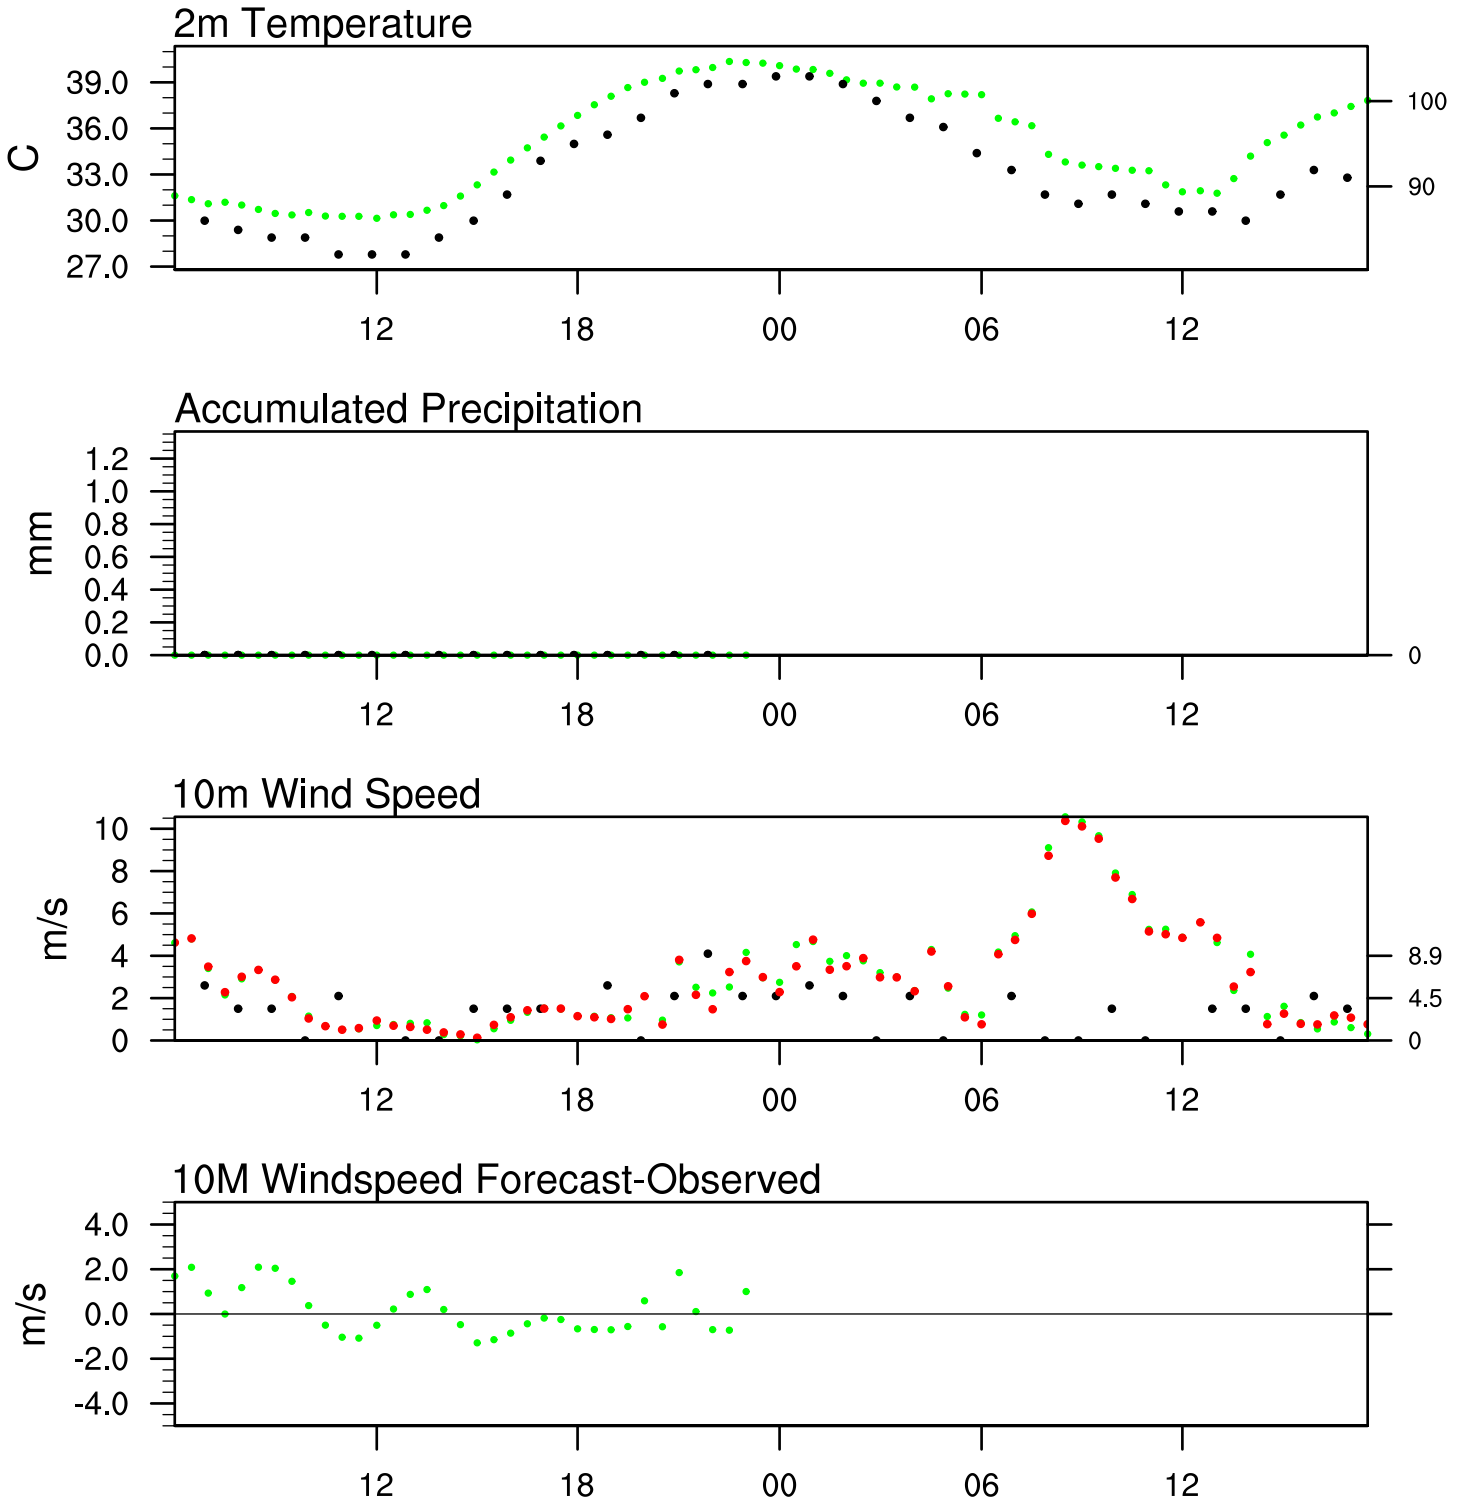 2m Temperature
39.0
36.0
33.0
30.0
27.0
C
100
90
12 18 00 06 12
Accumulated Precipitation
1.2
1.0
0.8
0.6
0.4
0.2
0.0
mm
0
12 18 00 06 12
10m Wind Speed
10
8
6
4
2
0
m/s
8.9
4.5
0
12 18 00 06 12
10M Windspeed Forecast-Observed
4.0
2.0
0.0
-2.0
-4.0
m/s
12 18 00 06 12